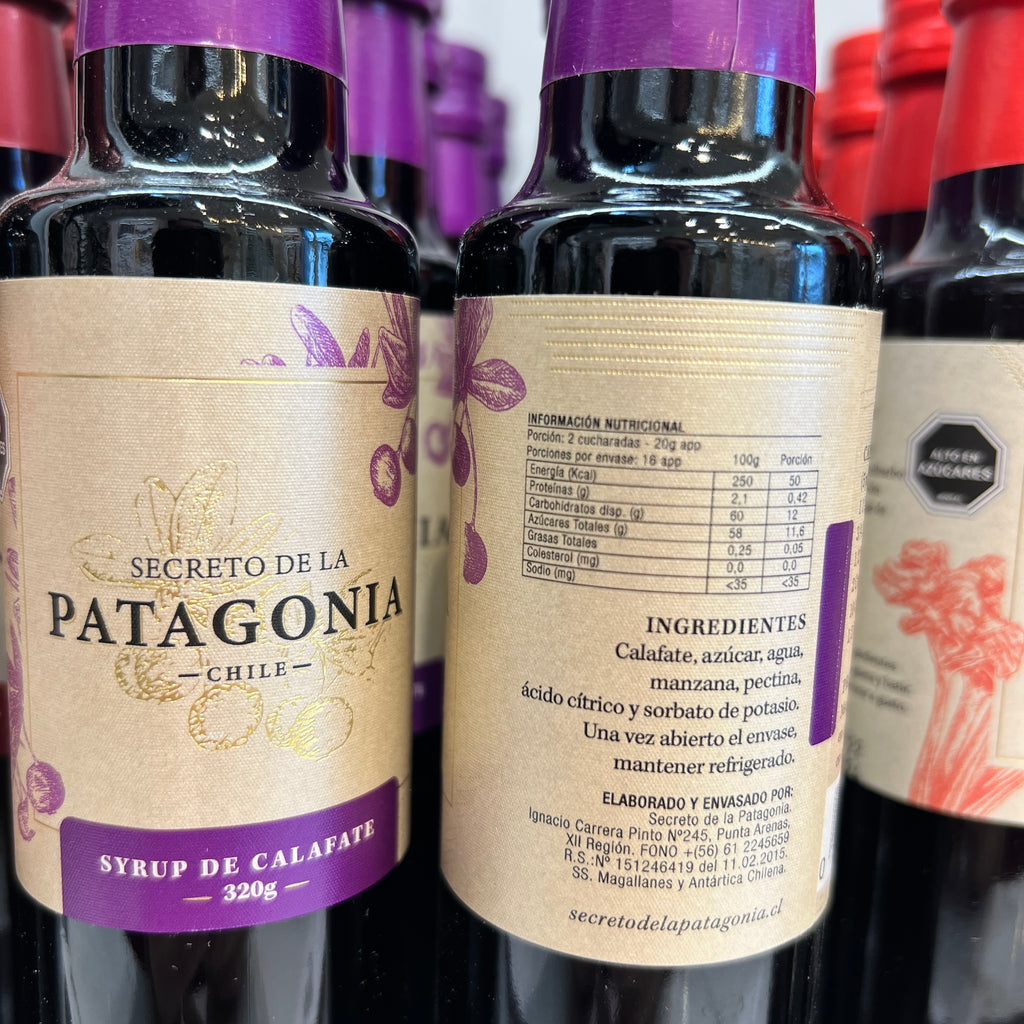 SECRETO DE LA
PATAGONIA
CHILE
SYRUP DE CALAFATE
320g
INFORMACIÓN NUTRICIONAL
Porción: 2 cucharadas - 20g app
Porciones por envase: 16 app 100g Porción
Energía (Kcal) 250 50
Proteínas (g) 2,1 0,42
Carbohidratos disp. (g) 60 12
Azúcares Totales (g) 58 11,6
Grasas Totales 0,25 0,05
Colesterol (mg) 0,0 0,0
Sodio (mg) <35 <35
INGREDIENTES
Calafate, azúcar, agua,
manzana, pectina,
ácido cítrico y sorbato de potasio.
Una vez abierto el envase,
mantener refrigerado.
ELABORADO Y ENVASADO POR:
Secreto de la Patagonia.
Ignacio Carrera Pinto Nº245, Punta Arenas,
XII Región. FONO +(56) 61 2245659
R.S.:Nº 151246419 del 11.02.2015.
SS. Magallanes y Antártica Chilena.
secretodelapatagonia.cl
ALTO EN
AZÚCARES